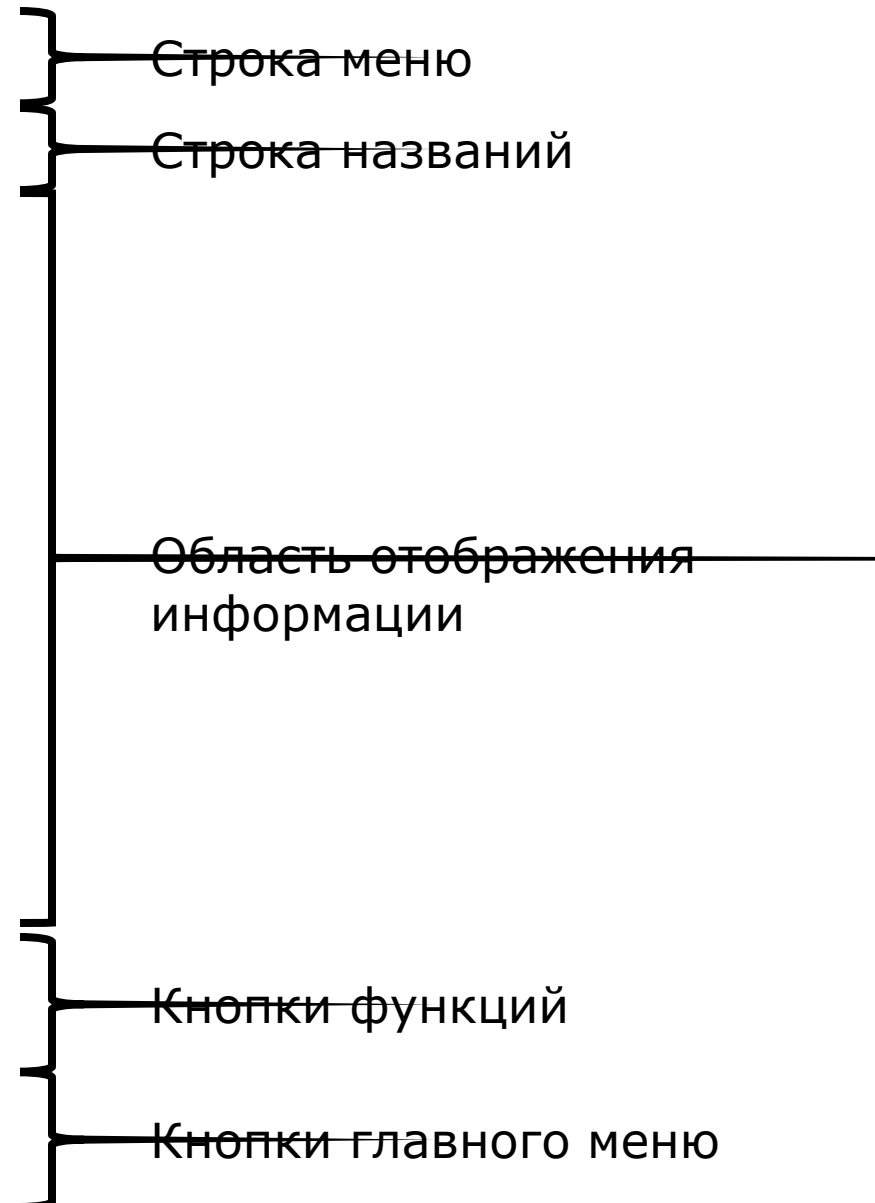 Строка меню
Строка названий
Область отображения
информации
Кнопки функций
Кнопки главного меню